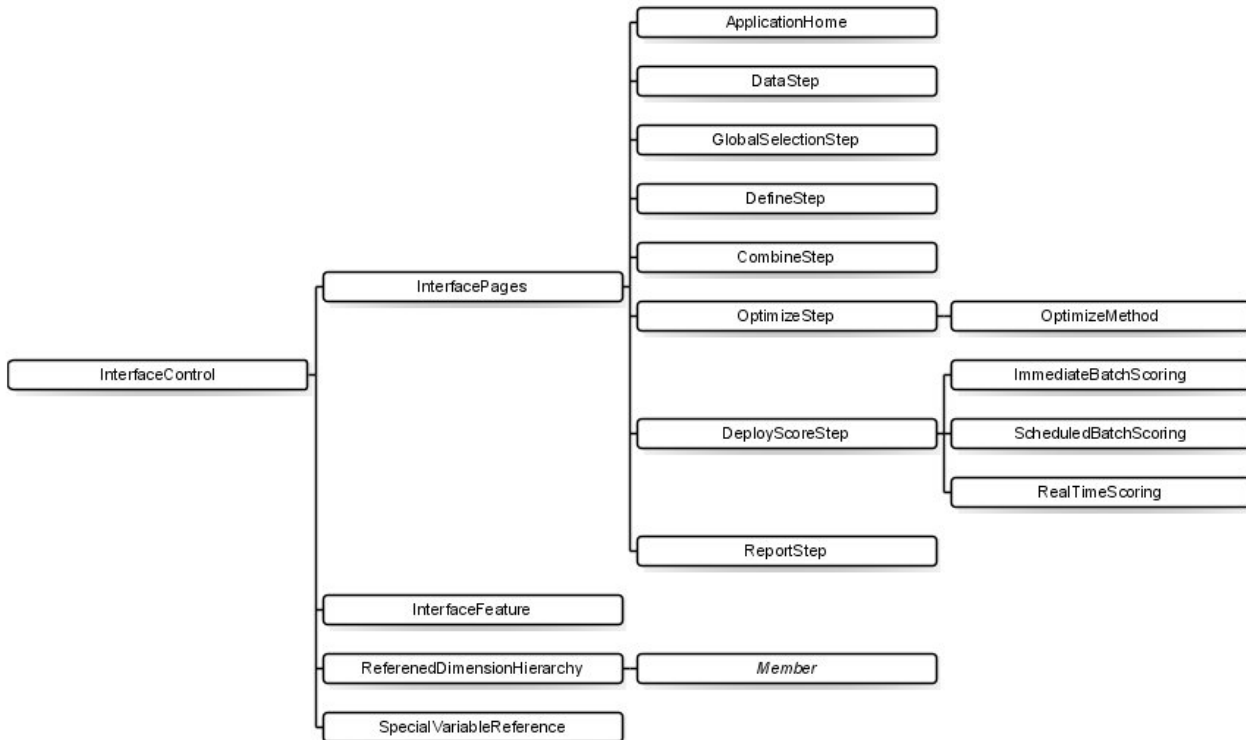 ApplicationHome
DataStep
GlobalSelectionStep
DefineStep
CombineStep
InterfacePages
OptimizeStep
OptimizeMethod
InterfaceControl
ImmediateBatchScoring
DeployScoreStep
ScheduledBatchScoring
RealTimeScoring
ReportStep
InterfaceFeature
ReferenedDimensionHierarchy
Member
SpecialVariableReference